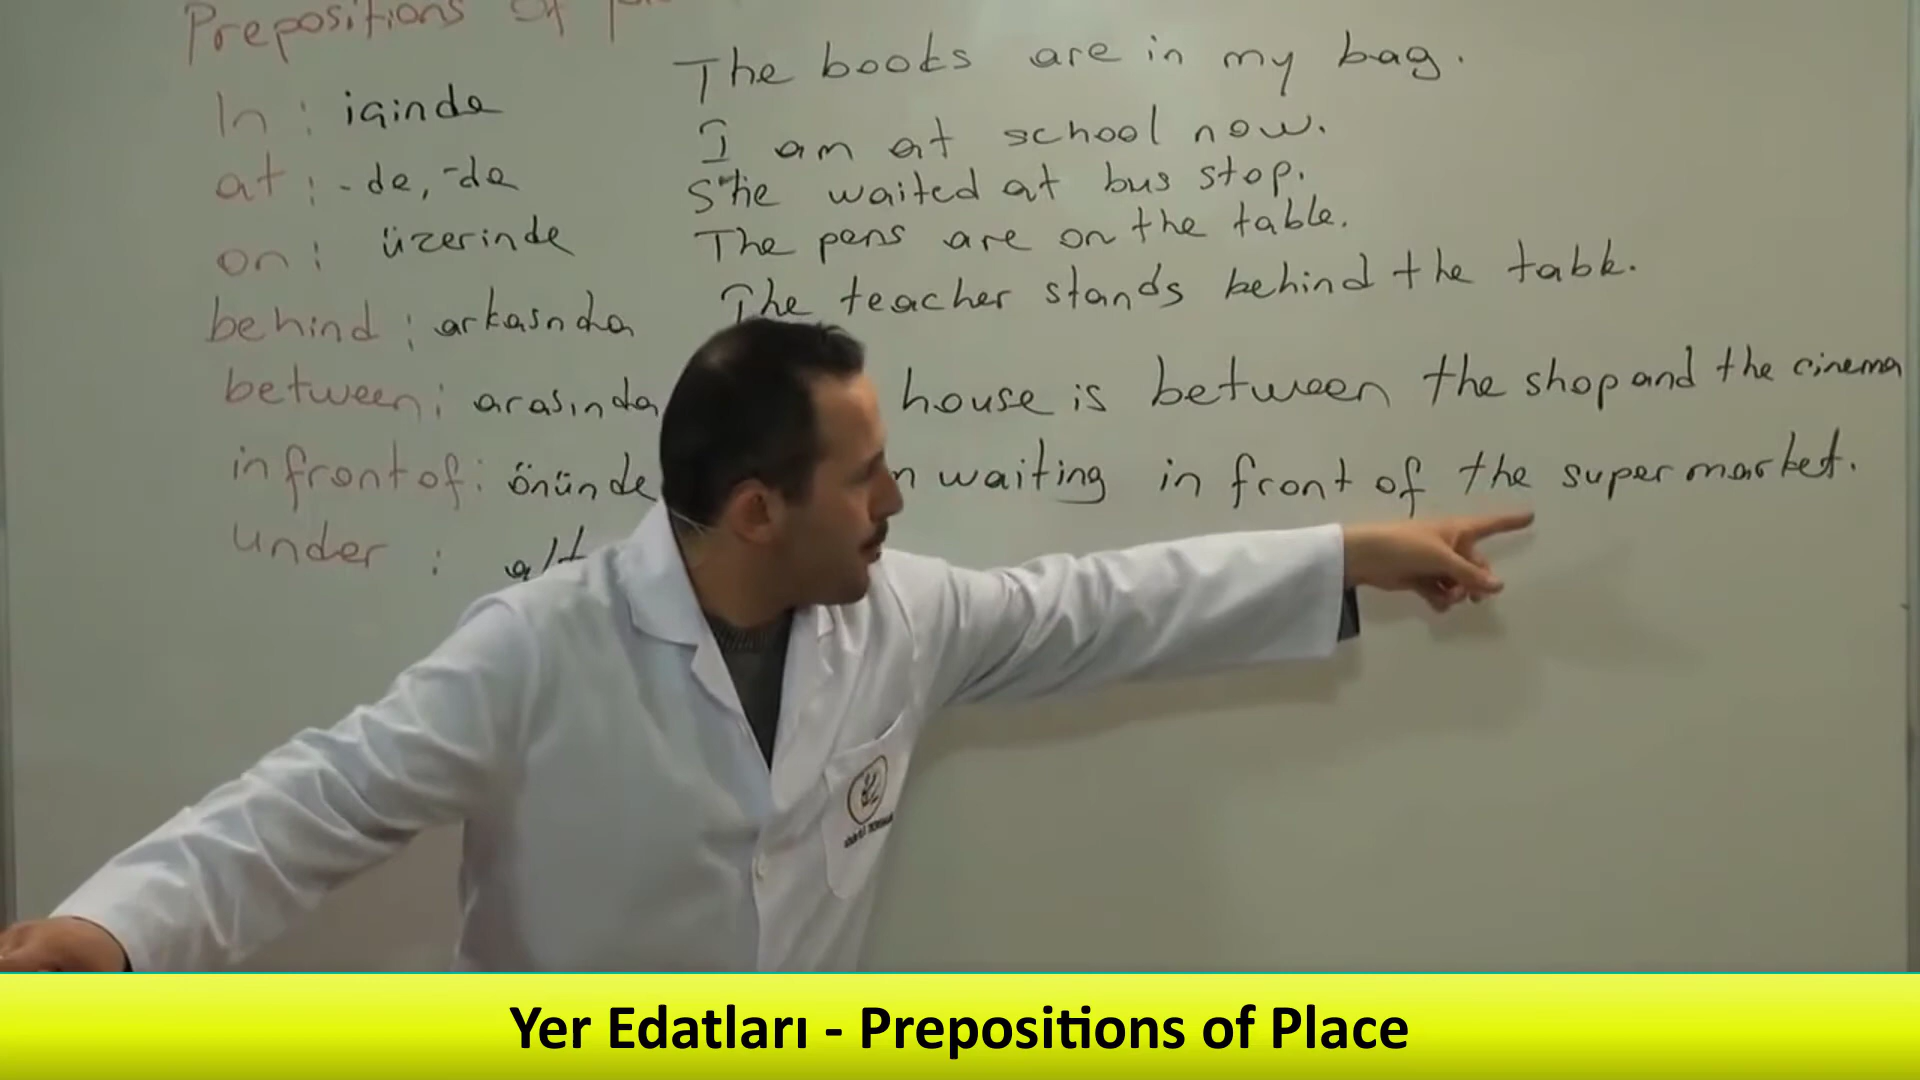 Prepositions of
In : içinde
The books are in my bag.
at : -de, -da
I am at school now.
She waited at bus stop.
on : üzerinde
The pens are on the table.
behind : arkasında
The teacher stands behind the table.
between : arasında
house is between the shop and the cinema
in front of : önünde
waiting in front of the supermarket.
under : alt
Yer Edatları - Prepositions of Place